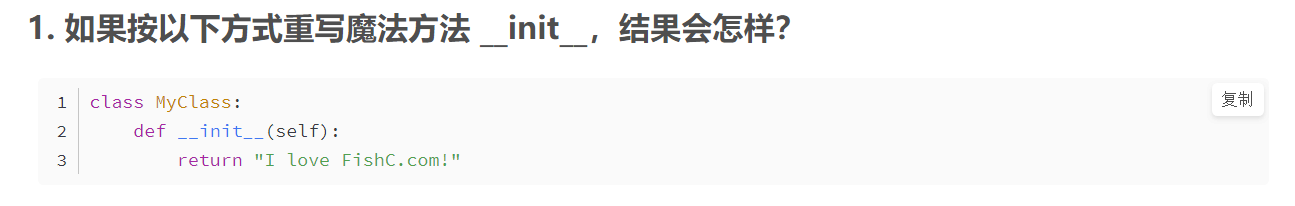 1. 如果按以下方式重写魔法方法 __init__，结果会怎样？
复制
1 class MyClass:
2     def __init__(self):
3         return "I love FishC.com!"